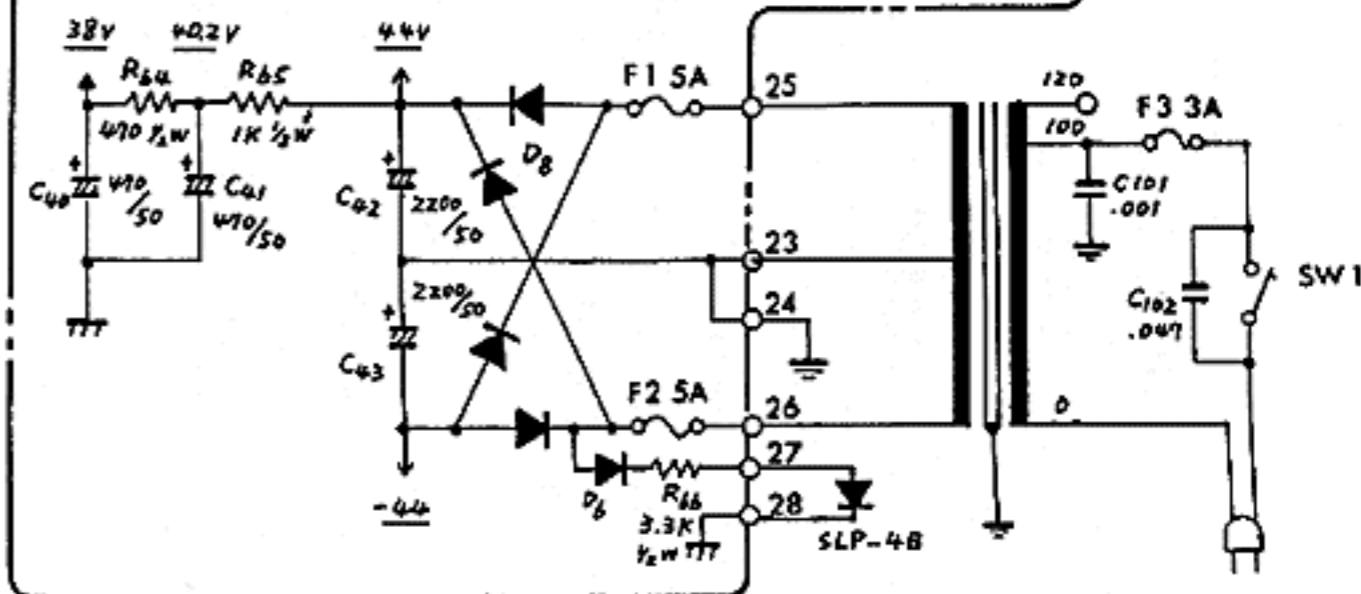 38V
40.2V
44V
R64
R65
470 ½W
1K ½W
F1 5A
25
120
100
F3 3A
+
C40
470/50
+
C41
470/50
+
C42
2200/50
D8
C101
.001
23
24
SW1
C102
.047
+
2200/50
C43
F2 5A
26
0
-44
D6
R66
3.3K
½W
27
28
SLP-4B